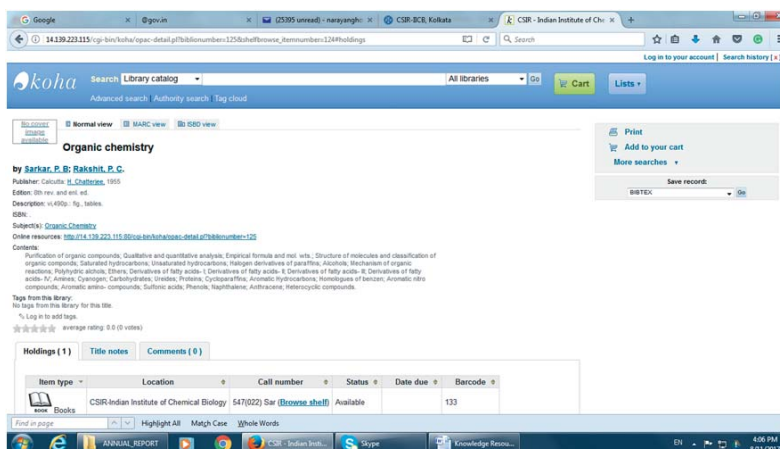 Google
@gov.in
(25395 unread) - narayangho
CSIR-IICB, Kolkata
CSIR - Indian Institute of Che
14.139.223.115/cgi-bin/koha/opac-detail.pl?biblionumber=125&shelfbrowse_itemnumber=124#holdings
Search
Log in to your account | Search history [x]
koha Search Library catalog All libraries Go Cart Lists
Advanced search | Authority search | Tag cloud
No cover image available
Normal view MARC view ISBD view
Organic chemistry
by Sarkar, P. B; Rakshit, P. C.
Publisher: Calcutta: H. Chatterjee, 1955
Edition: 8th rev. and enl. ed.
Description: vi,490p.: fig., tables.
ISBN: .
Subject(s): Organic Chemistry
Online resources: http://14.139.223.115:80/cgi-bin/koha/opac-detail.pl?biblionumber=125
Contents:
Purification of organic compounds; Qualitative and quantitative analysis; Empirical formula and mol. wts.; Structure of molecules and classification of
organic componds; Saturated hydrocarbons; Unsaturated hydrocarbons; Halogen derivatives of paraffins; Alcohols; Mechanism of organic
reactions; Polyhydric alchols; Ethers, Derivatives of fatty acids- I; Derivatives of fatty acids- II; Derivatives of fatty acids- III; Derivatives of fatty
acids- IV; Amines; Cyanogen; Carbohydrates; Ureides; Proteins; Cycloparaffins; Aromatic Hydrocarbons; Homologues of benzen; Aromatic nitro
compounds; Aromatic amino- compounds; Sulfonic acids; Phenols; Naphthalene; Anthracene; Heterocyclic compounds.
Tags from this library:
No tags from this library for this title.
Log in to add tags.
average rating: 0.0 (0 votes)
Print
Add to your cart
More searches
Save record:
BIBTEX Go
Holdings ( 1 ) Title notes Comments ( 0 )
Item type Location Call number Status Date due Barcode
BOOK Books CSIR-Indian Institute of Chemical Biology 547(022) Sar (Browse shelf) Available 133
Find in page Highlight All Match Case Whole Words
ANNUAL_REPORT CSIR - Indian Insti... Skype Knowledge Resou... EN 4:06 PM